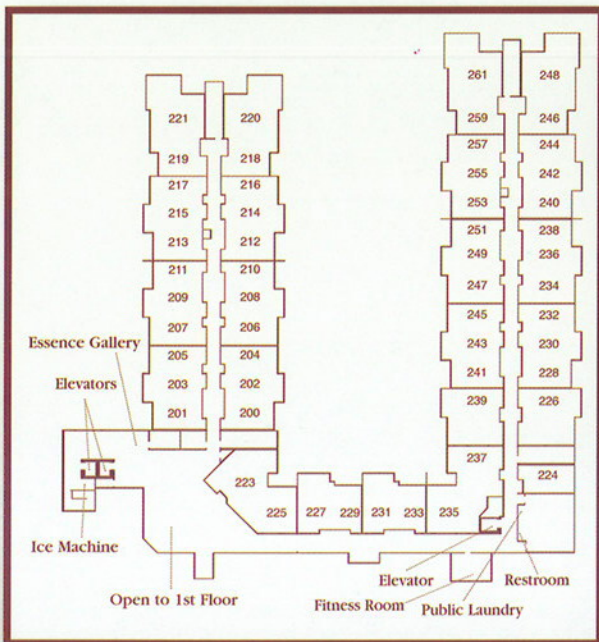 261 248
221 220
259 246
257 244
219 218
255 242
217 216
253 240
215 214
213 212
251 238
249 236
211 210
247 234
209 208
245 232
207 206
243 230
Essence Gallery
205 204
241 228
Elevators
203 202
239 226
201 200
237
224
223
225 227 229 231 233 235
Ice Machine
Elevator
Restroom
Open to 1st Floor
Fitness Room
Public Laundry